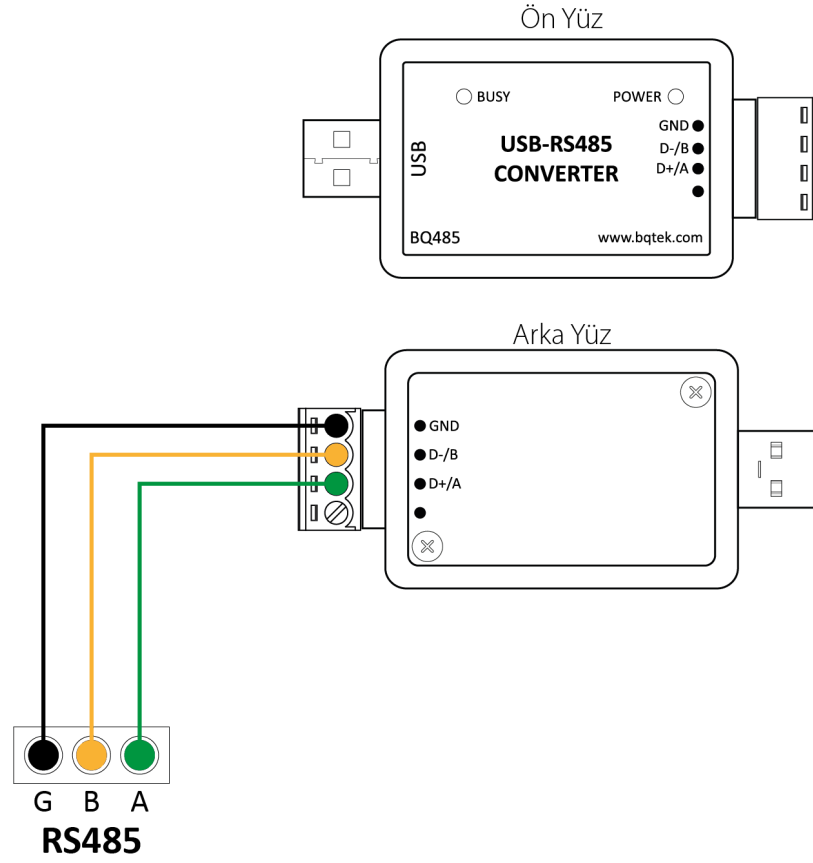 Ön Yüz
BUSY
POWER
GND
D-/B
D+/A
USB
USB-RS485
CONVERTER
BQ485
www.bqtek.com
Arka Yüz
GND
D-/B
D+/A
G B A
RS485